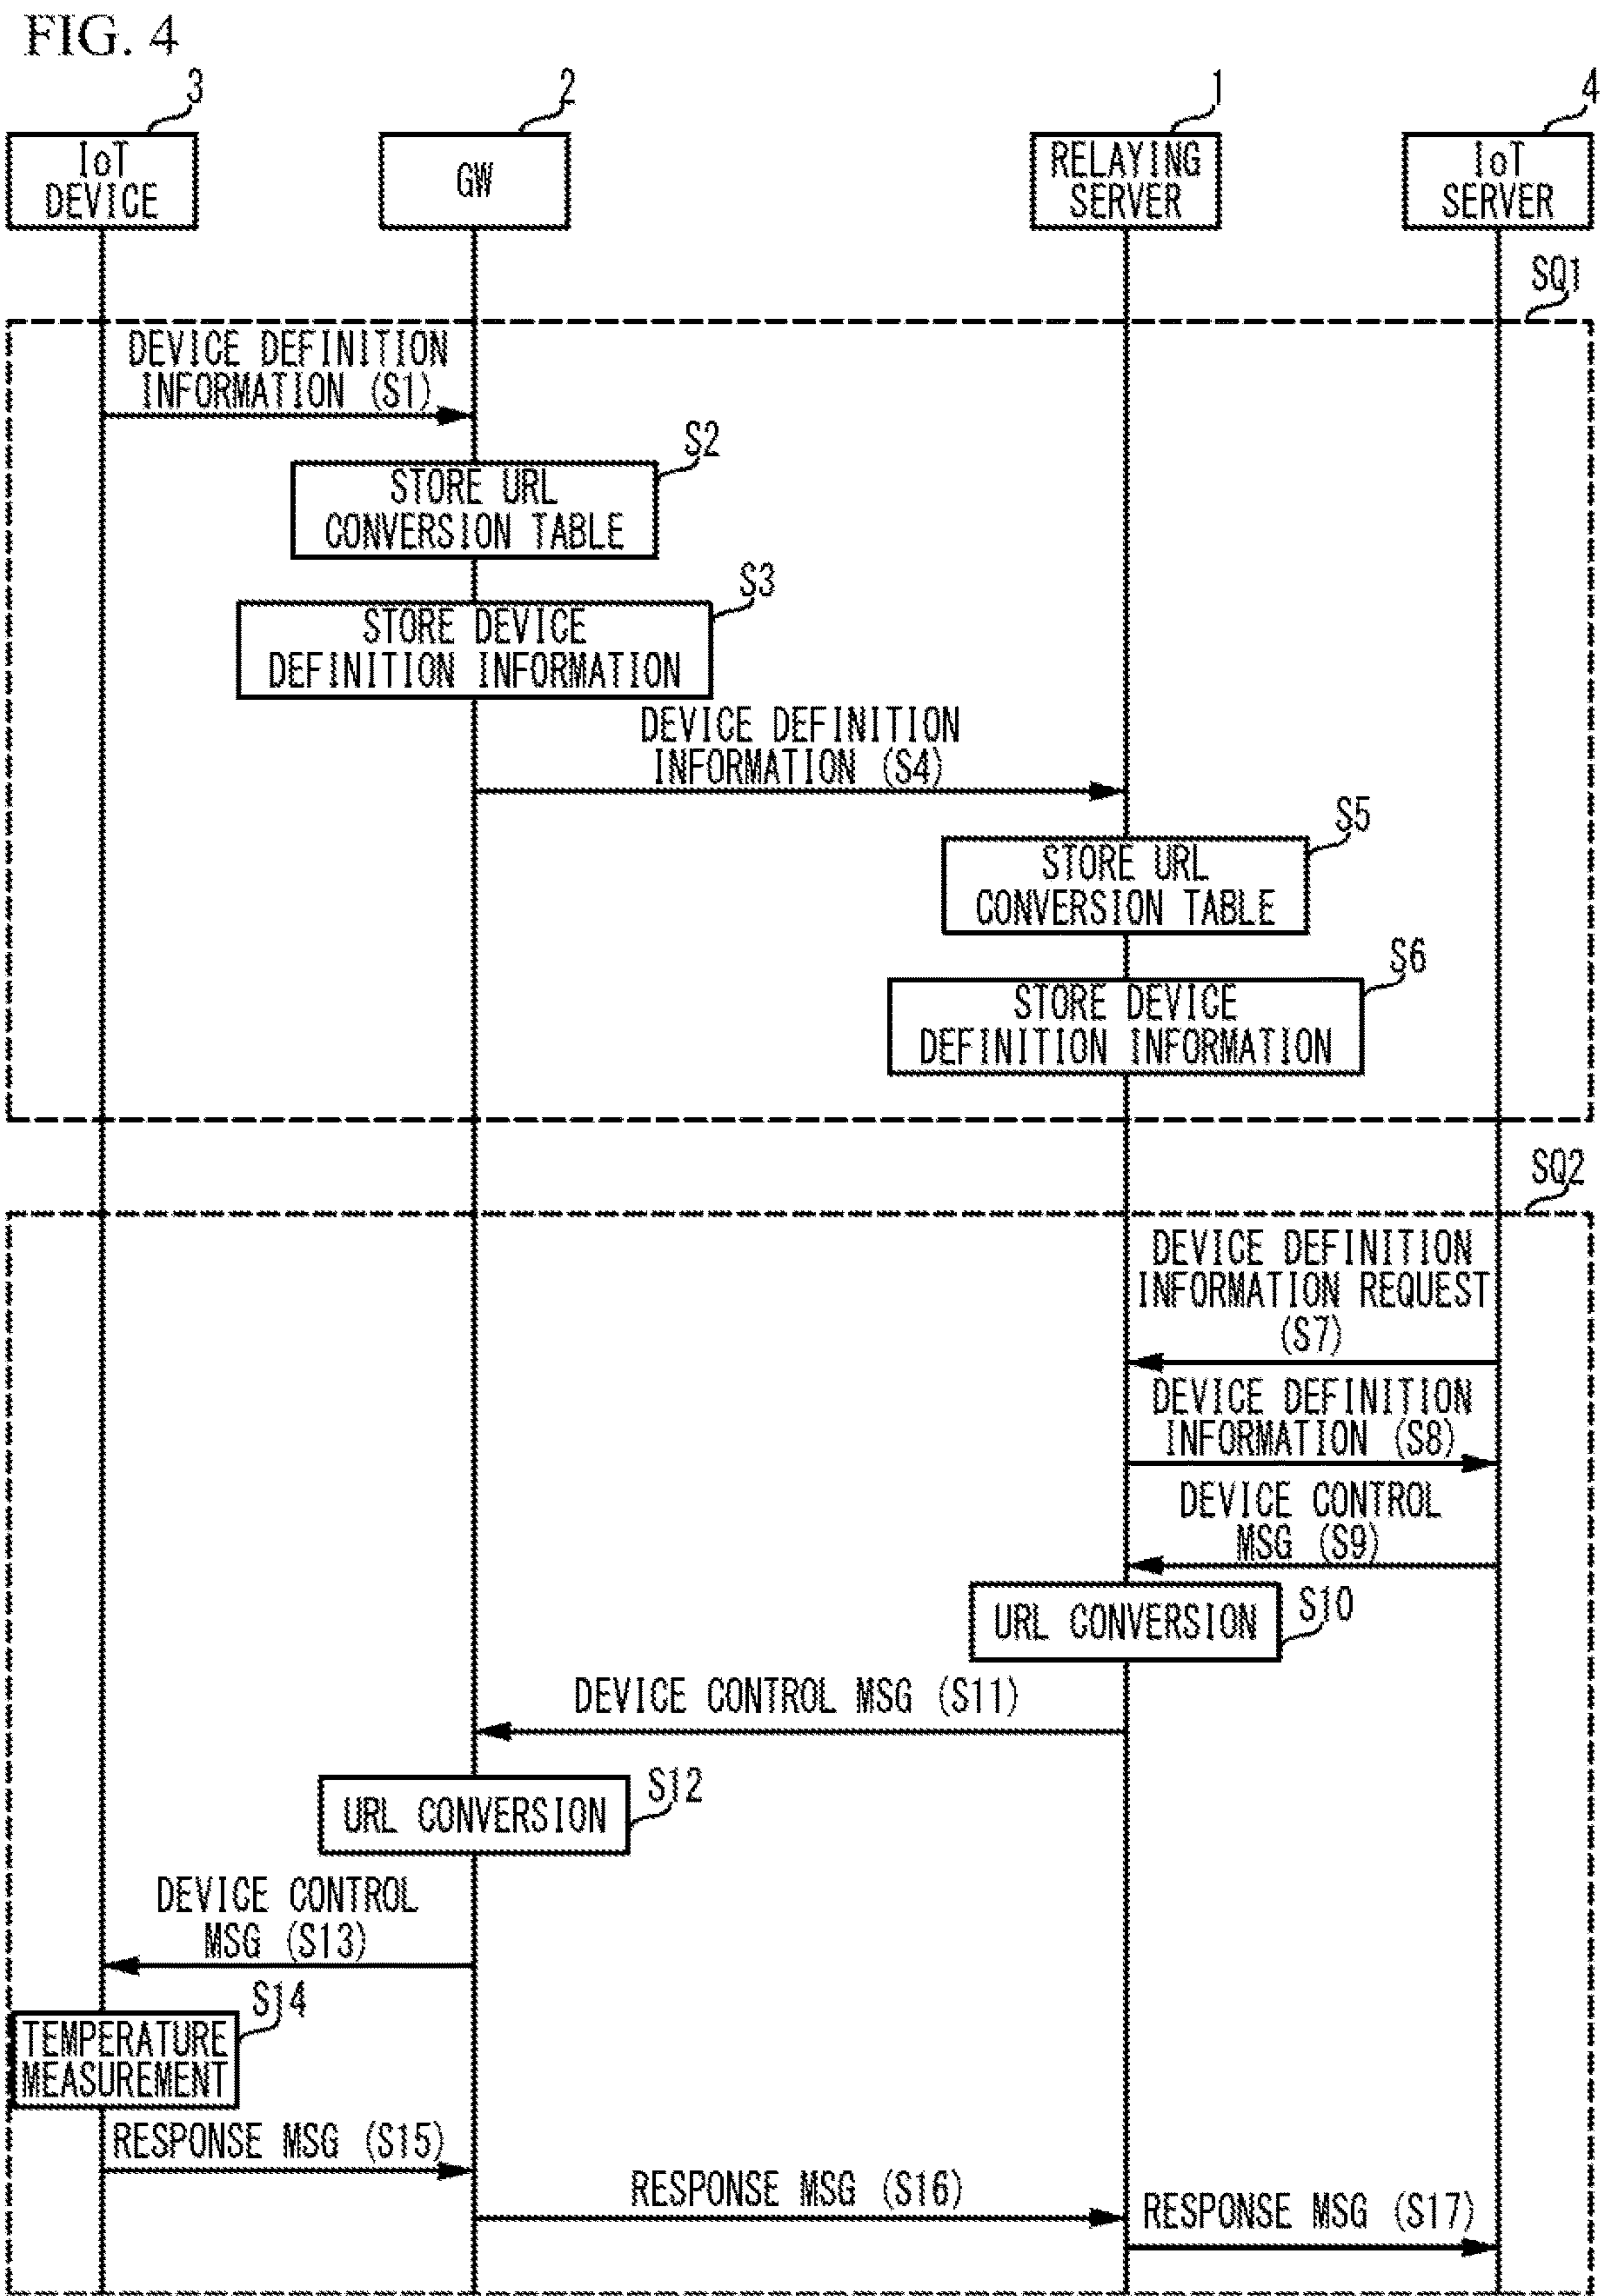 FIG. 4
3
2
1
4
IoT
DEVICE
GW
RELAYING
SERVER
IoT
SERVER
SQ1
DEVICE DEFINITION
INFORMATION (S1)
S2
STORE URL
CONVERSION TABLE
S3
STORE DEVICE
DEFINITION INFORMATION
DEVICE DEFINITION
INFORMATION (S4)
S5
STORE URL
CONVERSION TABLE
S6
STORE DEVICE
DEFINITION INFORMATION
SQ2
DEVICE DEFINITION
INFORMATION REQUEST
(S7)
DEVICE DEFINITION
INFORMATION (S8)
DEVICE CONTROL
MSG (S9)
S10
URL CONVERSION
DEVICE CONTROL MSG (S11)
S12
URL CONVERSION
DEVICE CONTROL
MSG (S13)
S14
TEMPERATURE
MEASUREMENT
RESPONSE MSG (S15)
RESPONSE MSG (S16)
RESPONSE MSG (S17)